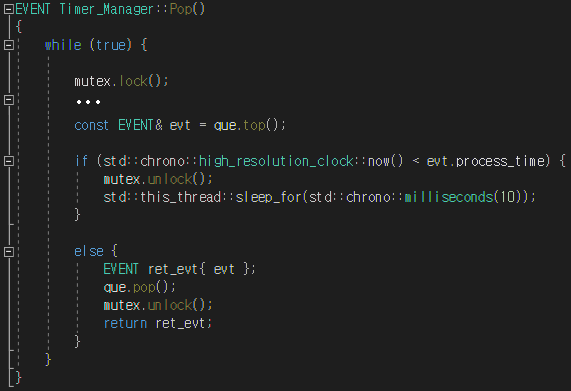 EVENT Timer_Manager::Pop()
{
while (true) {
mutex.lock();
•••
const EVENT& evt = que.top();
if (std::chrono::high_resolution_clock::now() < evt.process_time) {
mutex.unlock();
std::this_thread::sleep_for(std::chrono::milliseconds(10));
}
else {
EVENT ret_evt{ evt };
que.pop();
mutex.unlock();
return ret_evt;
}
}
}